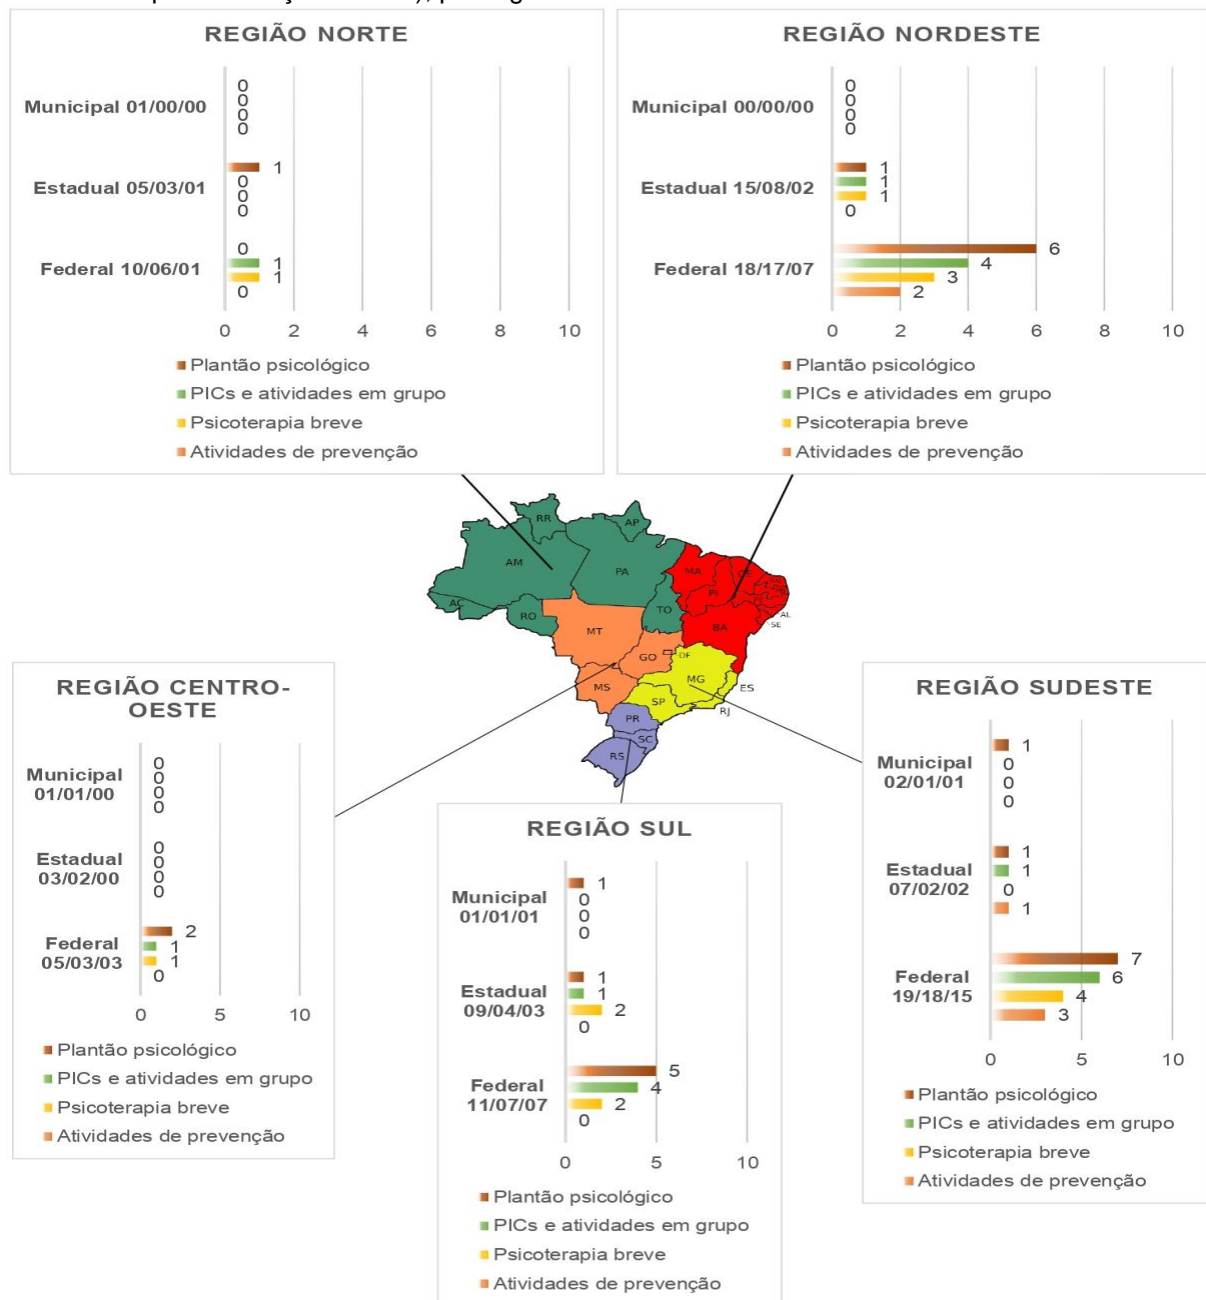 REGIÃO NORTE
Municipal 01/00/00
0
0
0
0
Estadual 05/03/01
1
0
0
0
Federal 10/06/01
0
1
1
0
0 2 4 6 8 10
Plantão psicológico
PICs e atividades em grupo
Psicoterapia breve
Atividades de prevenção
REGIÃO NORDESTE
Municipal 00/00/00
0
0
0
0
Estadual 15/08/02
1
1
1
0
Federal 18/17/07
6
4
3
2
0 2 4 6 8 10
Plantão psicológico
PICs e atividades em grupo
Psicoterapia breve
Atividades de prevenção
RR
AP
AM
PA
MA
CE
PI
AC
RO
TO
AL
SE
BA
MT
GO
DF
MG
ES
MS
SP
RJ
PR
SC
RS
REGIÃO CENTRO-
OESTE
Municipal
01/01/00
0
0
0
0
Estadual
03/02/00
0
0
0
0
Federal
05/03/03
2
1
1
0
0 5 10
Plantão psicológico
PICs e atividades em grupo
Psicoterapia breve
Atividades de prevenção
REGIÃO SUL
Municipal
01/01/01
1
0
0
0
Estadual
09/04/03
1
1
2
0
Federal
11/07/07
5
4
2
0
0 5 10
Plantão psicológico
PICs e atividades em grupo
Psicoterapia breve
Atividades de prevenção
REGIÃO SUDESTE
Municipal
02/01/01
1
0
0
0
Estadual
07/02/02
1
1
0
1
Federal
19/18/15
7
6
4
3
0 5 10
Plantão psicológico
PICs e atividades em grupo
Psicoterapia breve
Atividades de prevenção